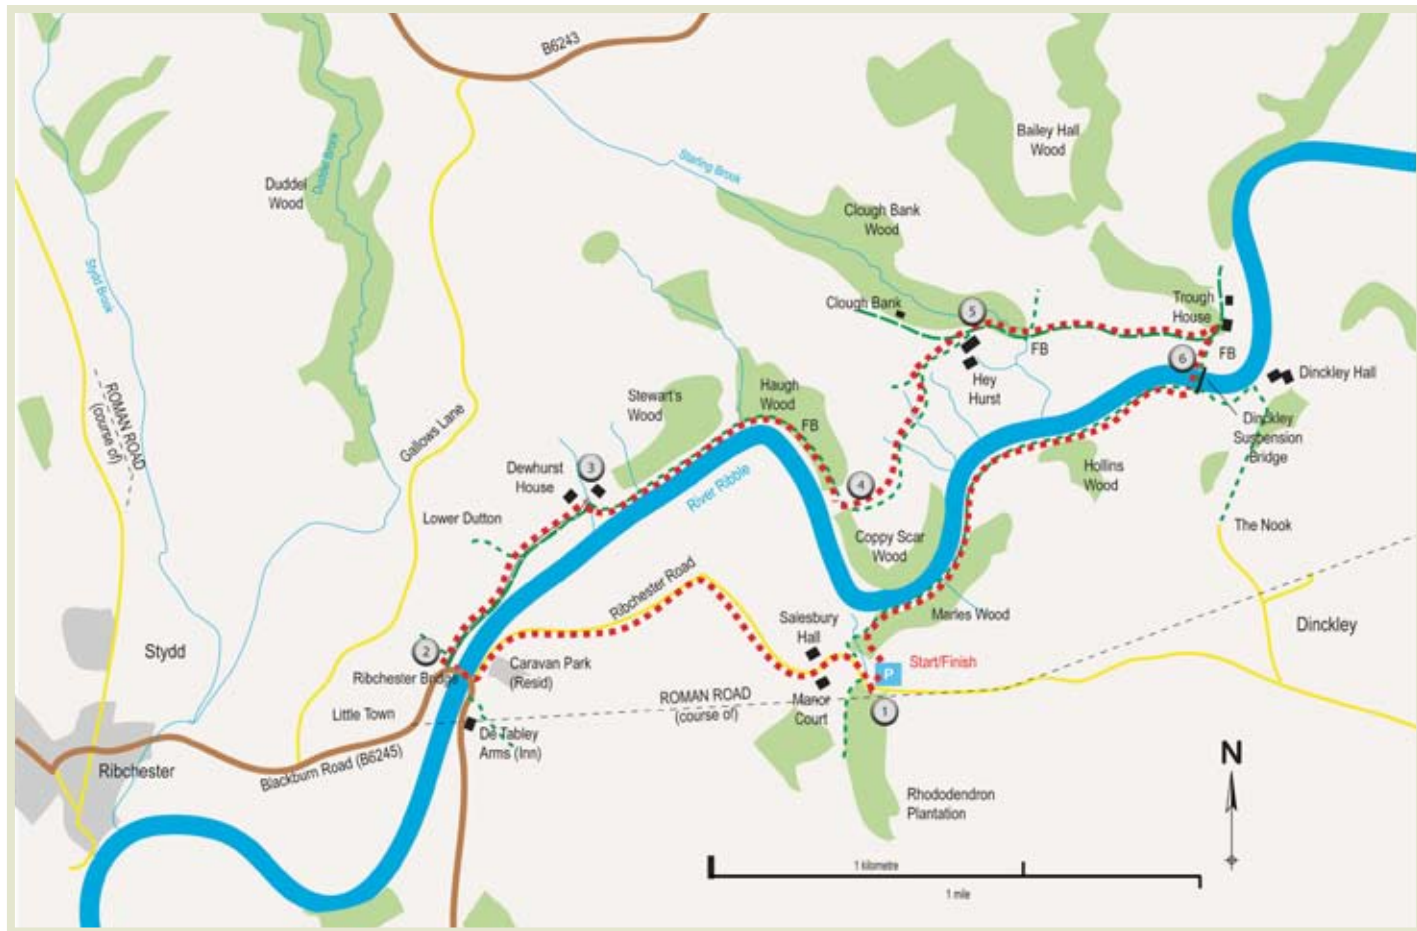 B6243
Bailey Hall
Wood
Starling Brook
Duddel Brook
Duddel
Wood
Clough Bank
Wood
Stydd Brook
Clough Bank
5
Trough
House
FB
FB
6
Hey
Hurst
Dinckley Hall
ROMAN ROAD
(course of)
Gallows Lane
Stewart's
Wood
Haugh
Wood
FB
Dinckley
Suspension
Bridge
Dewhurst
House
3
River Ribble
4
Hollins
Wood
Lower Dutton
Coppy Scar
Wood
The Nook
Ribchester Road
Salesbury
Hall
Maries Wood
Dinckley
Stydd
2
Ribchester Bridge
Caravan Park
(Resid)
Start/Finish
P
ROMAN ROAD
(course of)
Manor
Court
1
Little Town
De Tabley
Arms (Inn)
Ribchester
Blackburn Road (B6245)
N
Rhododendron
Plantation
1 kilometre
1 mile